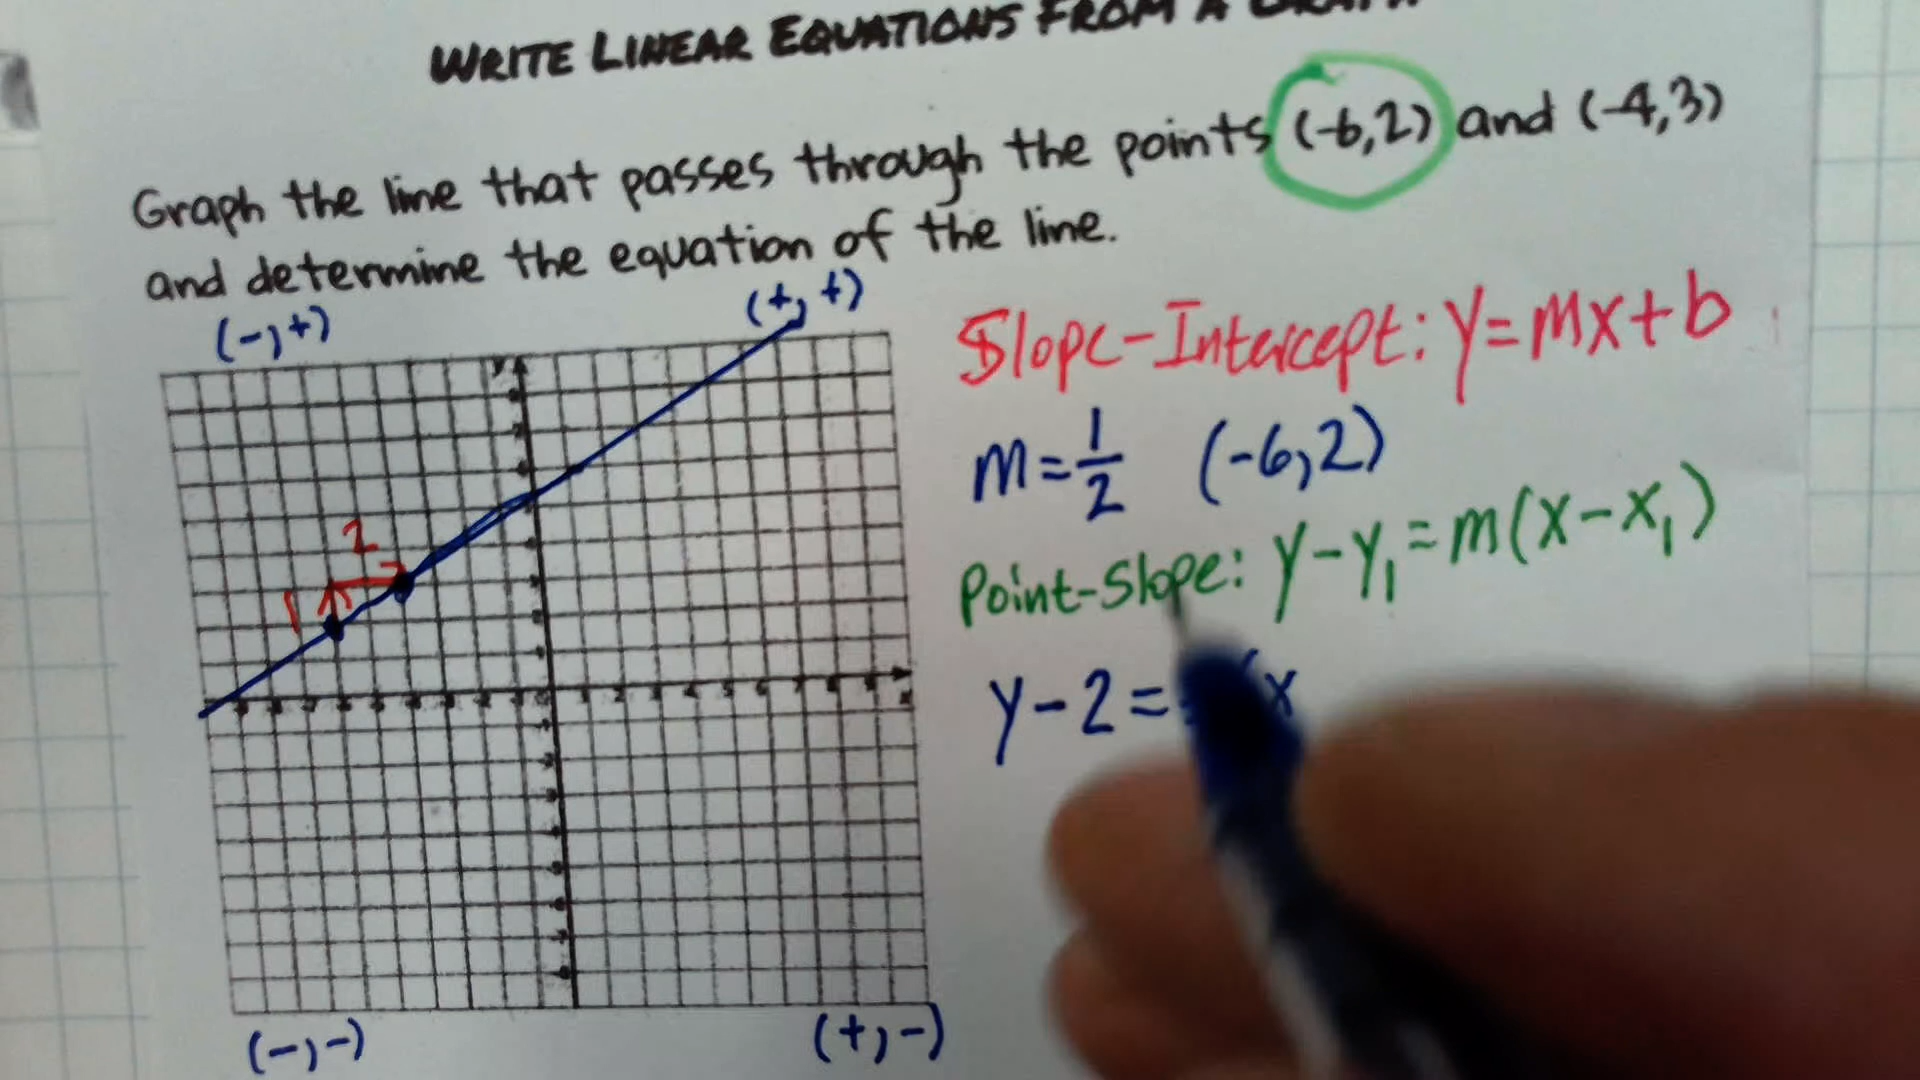 WRITE LINEAR EQUATIONS FROM A
Graph the line that passes through the points (-6,2) and (-4,3)
and determine the equation of the line.
(-,+)
(+,+)
Slope-Intercept: y=mx+b
m=1/2 (-6,2)
Point-Slope: y-y₁=m(x-x₁)
y-2=
(x
y
2
1
x
(-,-)
(+,-)